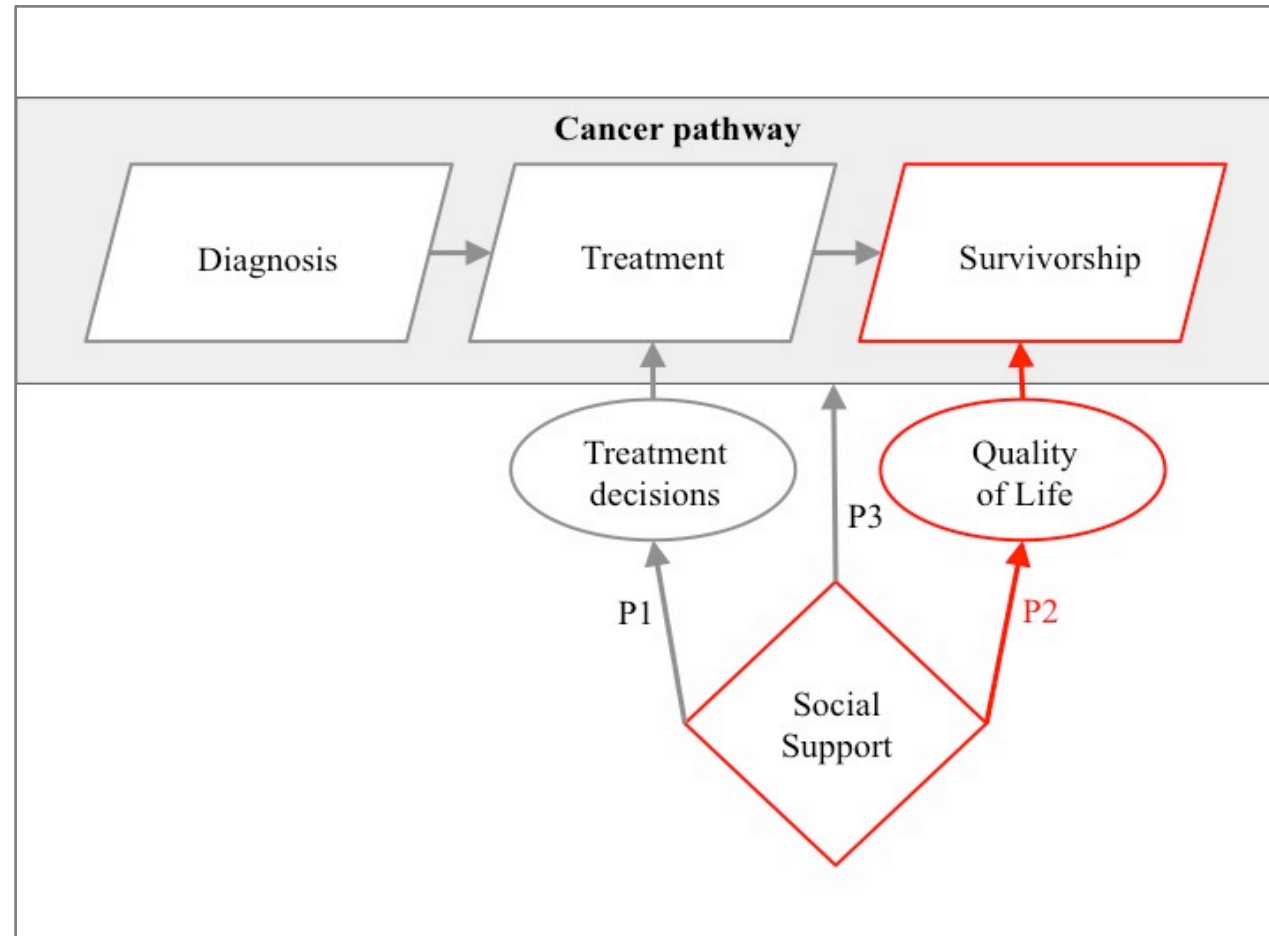 Cancer pathway
Diagnosis
Treatment
Survivorship
Treatment
decisions
Quality
of Life
P3
P1
P2
Social
Support